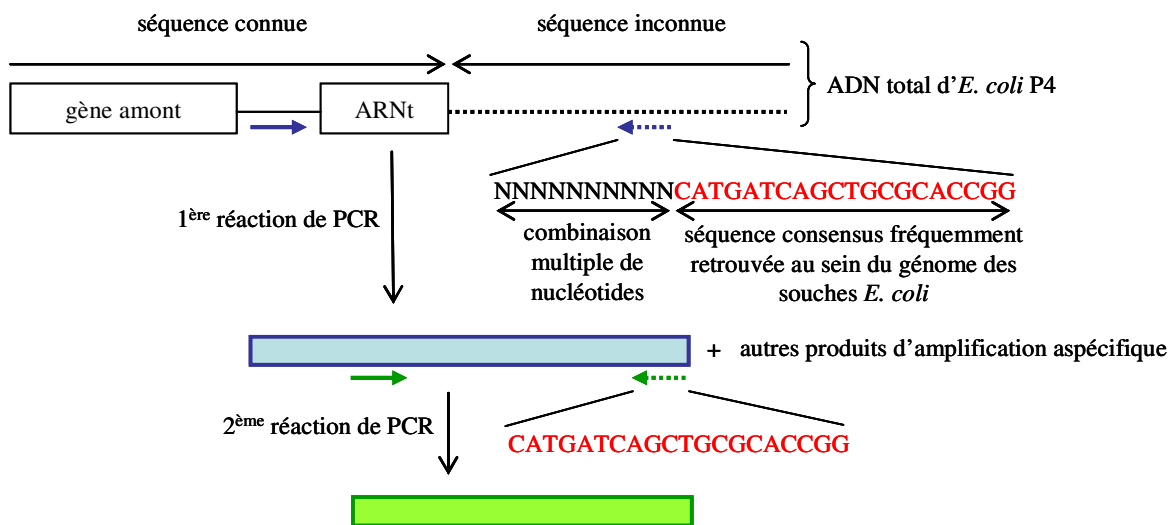 séquence connue
séquence inconnue
gène amont
ARNt
ADN total d'E. coli P4
NNNNNNNNNNCATGATCAGCTGCGCACCGG
1ère réaction de PCR
combinaison
multiple de
nucléotides
séquence consensus fréquemment
retrouvée au sein du génome des
souches E. coli
+ autres produits d'amplification aspécifique
2ème réaction de PCR
CATGATCAGCTGCGCACCGG